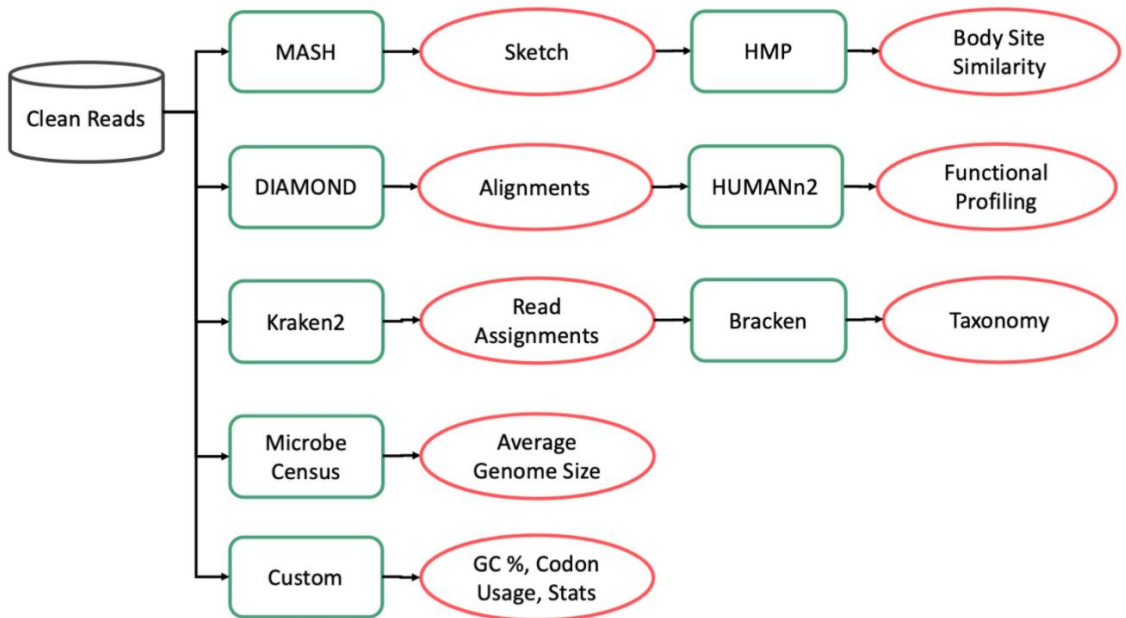 Clean Reads
MASH
Sketch
HMP
Body Site
Similarity
DIAMOND
Alignments
HUMANn2
Functional
Profiling
Kraken2
Read
Assignments
Bracken
Taxonomy
Microbe
Census
Average
Genome Size
Custom
GC %, Codon
Usage, Stats